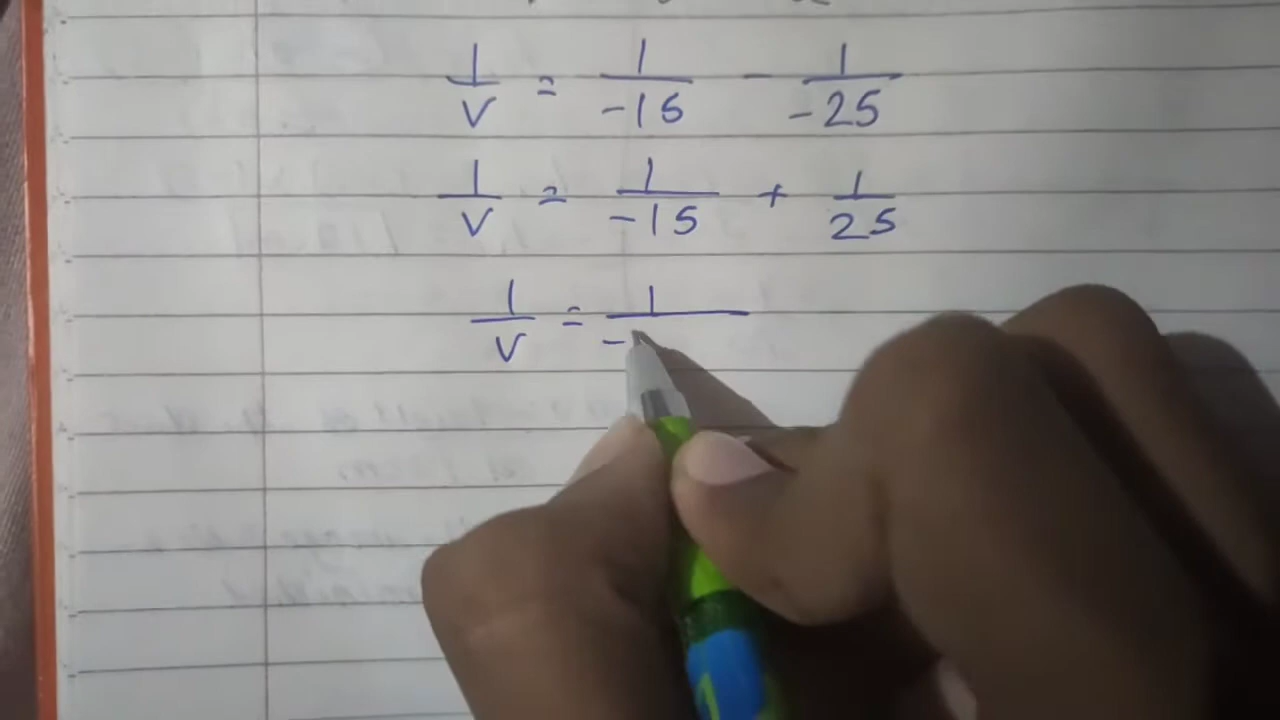 1/V = 1/-15 - 1/-25
1/V = 1/-15 + 1/25
1/V = 1/-